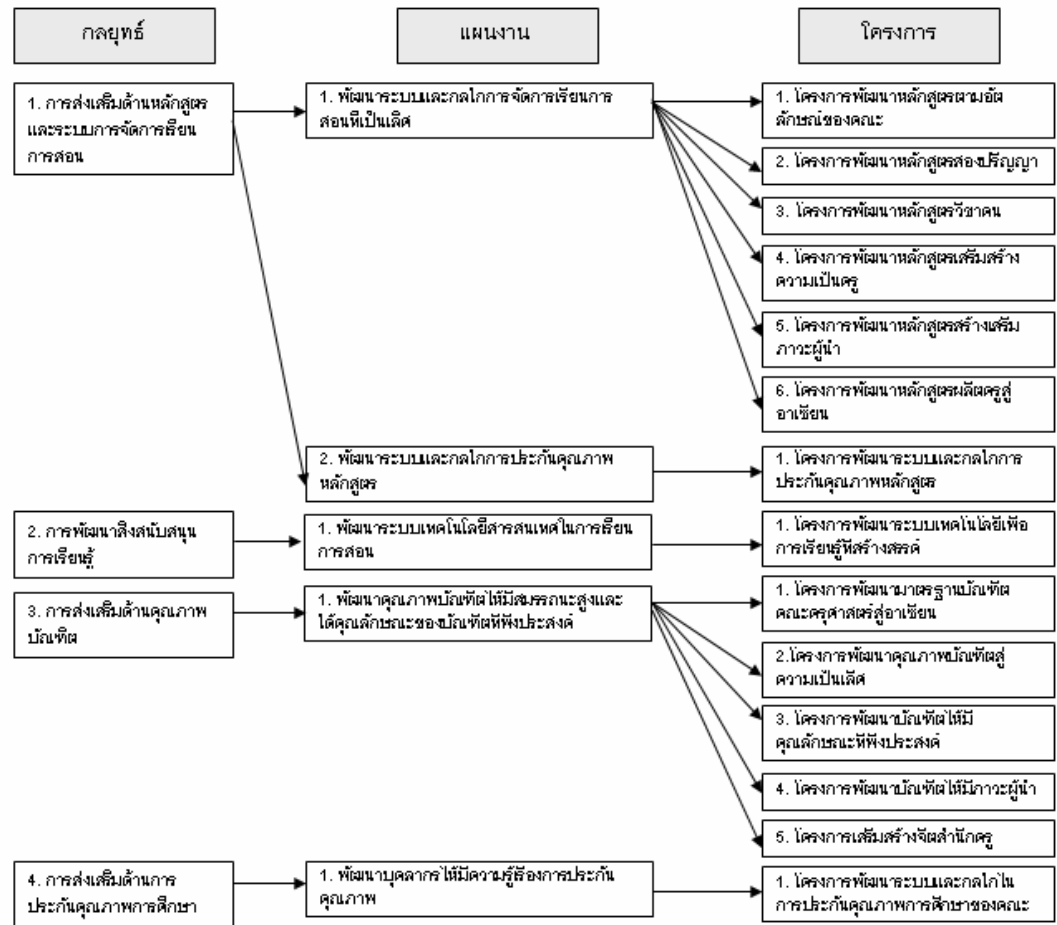 กลยุทธ์
แผนงาน
โครงการ
1. การส่งเสริมด้านหลักสูตร
และระบบการจัดการเรียน
การสอน
1. พัฒนาระบบและกลไกการจัดการเรียนการ
สอนที่เป็นเลิศ
1. โครงการพัฒนาหลักสูตรตามอัต
ลักษณ์ของคณะ
2. โครงการพัฒนาหลักสูตรสองปริญญา
3. โครงการพัฒนาหลักสูตรวิชาคน
4. โครงการพัฒนาหลักสูตรเสริมสร้าง
ความเป็นครู
5. โครงการพัฒนาหลักสูตรสร้างเสริม
ภาวะผู้นำ
6. โครงการพัฒนาหลักสูตรผลิตครูสู่
อาเซียน
2. พัฒนาระบบและกลไกการประกันคุณภาพ
หลักสูตร
1. โครงการพัฒนาระบบและกลไกการ
ประกันคุณภาพหลักสูตร
2. การพัฒนาสิ่งสนับสนุน
การเรียนรู้
1. พัฒนาระบบเทคโนโลยีสารสนเทศในการเรียน
การสอน
1. โครงการพัฒนาระบบเทคโนโลยีเพื่อ
การเรียนรู้ที่สร้างสรรค์
3. การส่งเสริมด้านคุณภาพ
บัณฑิต
1. พัฒนาคุณภาพบัณฑิตให้มีสมรรถนะสูงและ
ได้คุณลักษณะของบัณฑิตที่พึงประสงค์
1. โครงการพัฒนามาตรฐานบัณฑิต
คณะครุศาสตร์สู่อาเซียน
2.โครงการพัฒนาคุณภาพบัณฑิตสู่
ความเป็นเลิศ
3. โครงการพัฒนาบัณฑิตให้มี
คุณลักษณะที่พึงประสงค์
4. โครงการพัฒนาบัณฑิตให้มีภาวะผู้นำ
5. โครงการเสริมสร้างจิตสำนึกครู
4. การส่งเสริมด้านการ
ประกันคุณภาพการศึกษา
1. พัฒนาบุคลากรให้มีความรู้เรื่องการประกัน
คุณภาพ
1. โครงการพัฒนาระบบและกลไกใน
การประกันคุณภาพการศึกษาของคณะ